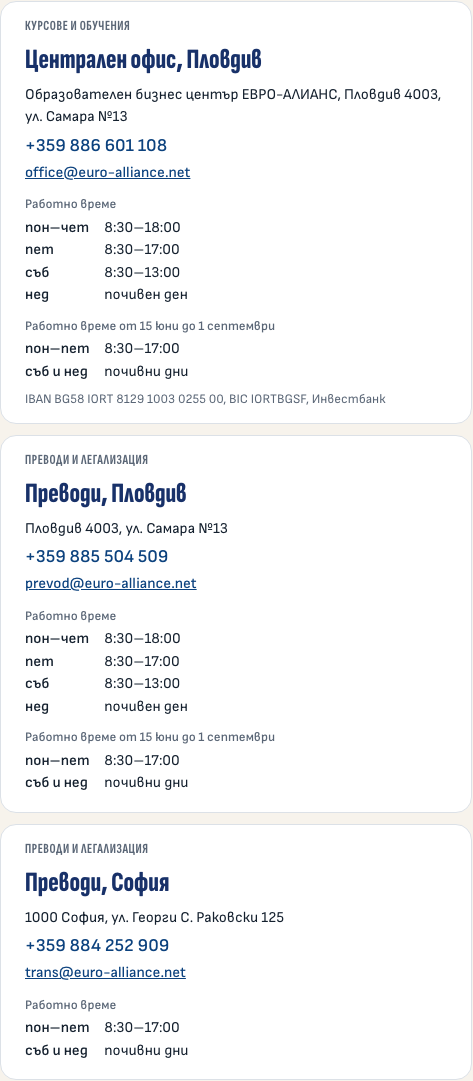 КУРСОВЕ И ОБУЧЕНИЯ
Централен офис, Пловдив
Образователен бизнес център ЕВРО-АЛИАНС, Пловдив 4003,
ул. Самара №13
+359 886 601 108
office@euro-alliance.net
Работно време
пон—чет 8:30—18:00
пет 8:30—17:00
съб 8:30—13:00
нед почивен ден
Работно време от 15 юни до 1 септември
пон—пет 8:30—17:00
съб и нед почивни дни
IBAN BG58 IORT 8129 1003 0255 00, BIC IORTBGSF, Инвестбанк
ПРЕВОДИ И ЛЕГАЛИЗАЦИЯ
Преводи, Пловдив
Пловдив 4003, ул. Самара №13
+359 885 504 509
prevod@euro-alliance.net
Работно време
пон—чет 8:30—18:00
пет 8:30—17:00
съб 8:30—13:00
нед почивен ден
Работно време от 15 юни до 1 септември
пон—пет 8:30—17:00
съб и нед почивни дни
ПРЕВОДИ И ЛЕГАЛИЗАЦИЯ
Преводи, София
1000 София, ул. Георги С. Раковски 125
+359 884 252 909
trans@euro-alliance.net
Работно време
пон—пет 8:30—17:00
съб и нед почивни дни